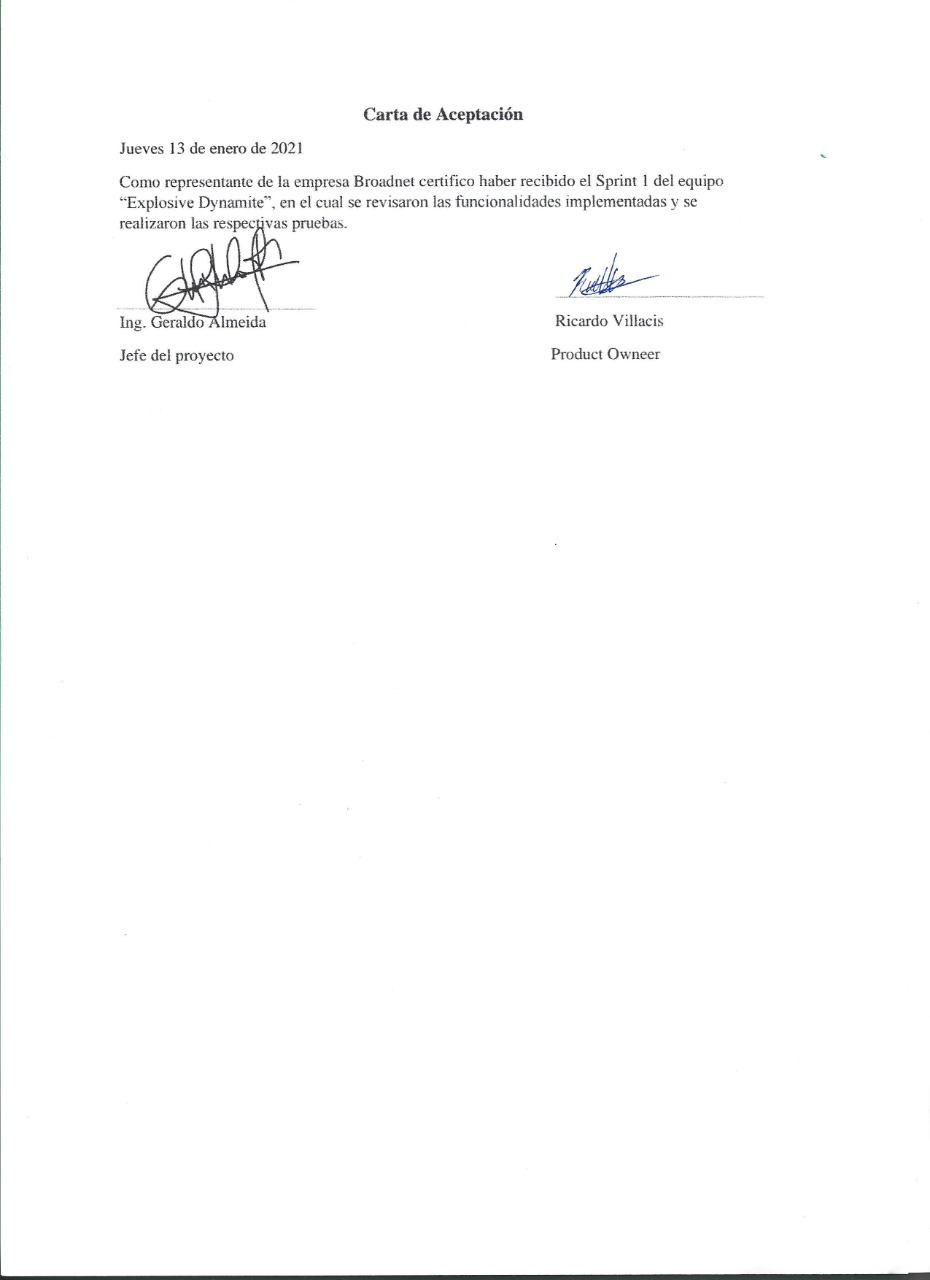 Carta de Aceptación
Jueves 13 de enero de 2021
Como representante de la empresa Broadnet certifico haber recibido el Sprint 1 del equipo
“Explosive Dynamite”, en el cual se revisaron las funcionalidades implementadas y se
realizaron las respectivas pruebas.
Ing. Geraldo Almeida
Ricardo Villacis
Jefe del proyecto
Product Owneer